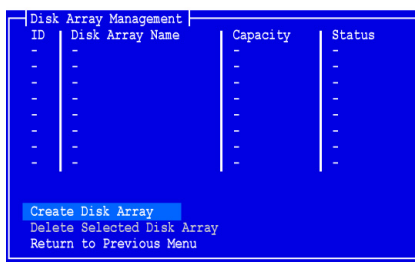 Disk Array Management
ID Disk Array Name Capacity Status
- - - -
- - - -
- - - -
- - - -
- - - -
- - - -
- - - -
- - - -
Create Disk Array
Delete Selected Disk Array
Return to Previous Menu